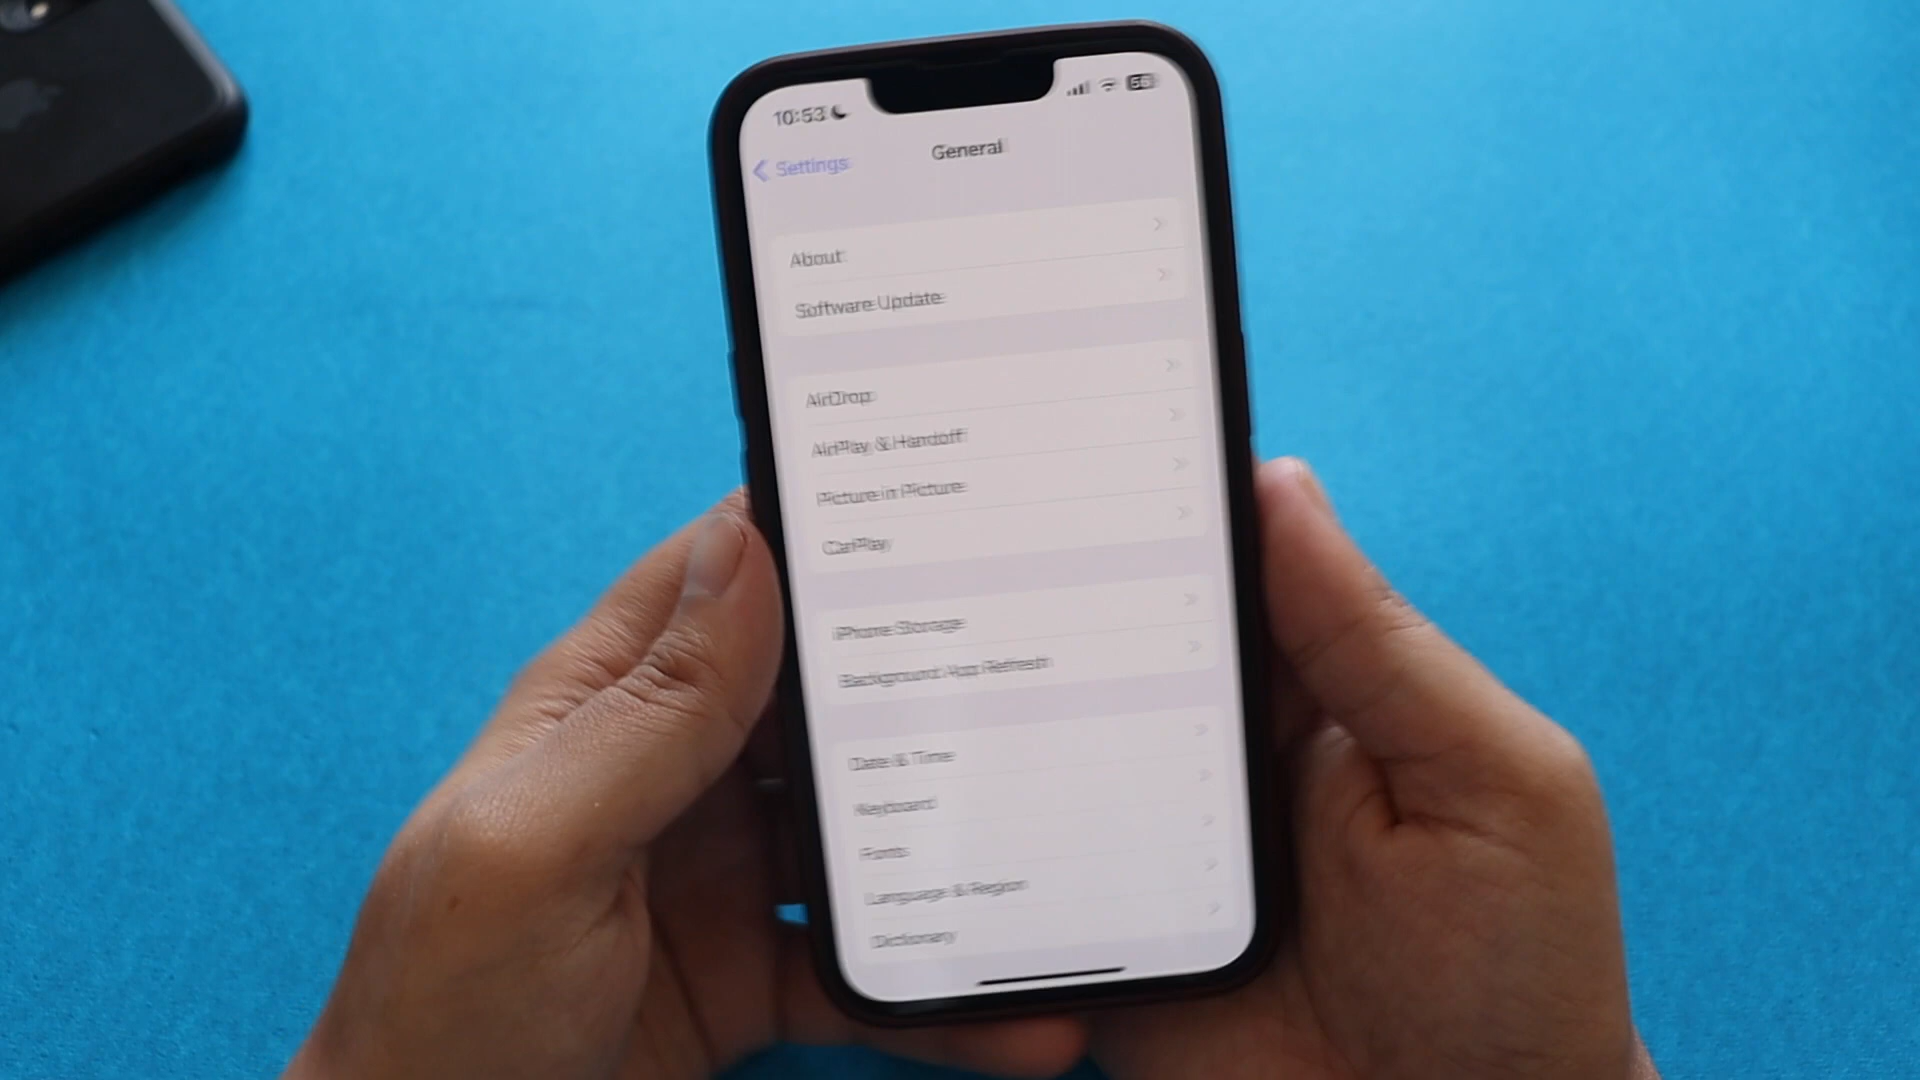 10:53
56
Settings
General
About
Software Update
AirDrop
AirPlay & Handoff
Picture in Picture
CarPlay
iPhone Storage
Background App Refresh
Date & Time
Keyboard
Fonts
Language & Region
Dictionary